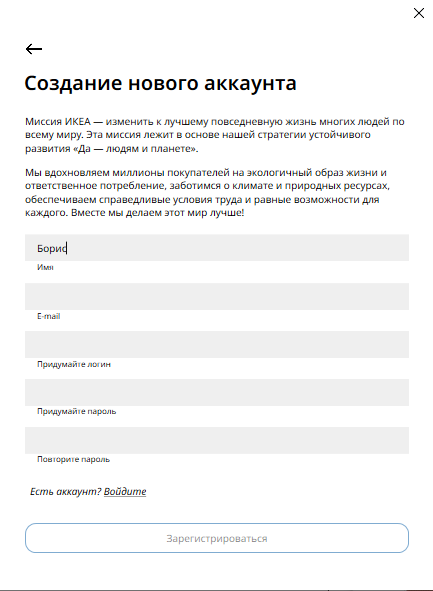 Создание нового аккаунта
Миссия ИКЕА — изменить к лучшему повседневную жизнь многих людей по
всему миру. Эта миссия лежит в основе нашей стратегии устойчивого
развития «Да — людям и планете».
Мы вдохновляем миллионы покупателей на экологичный образ жизни и
ответственное потребление, заботимся о климате и природных ресурсах,
обеспечиваем справедливые условия труда и равные возможности для
каждого. Вместе мы делаем этот мир лучше!
Борис
Имя
E-mail
Придумайте логин
Придумайте пароль
Повторите пароль
Есть аккаунт? Войдите
Зарегистрироваться